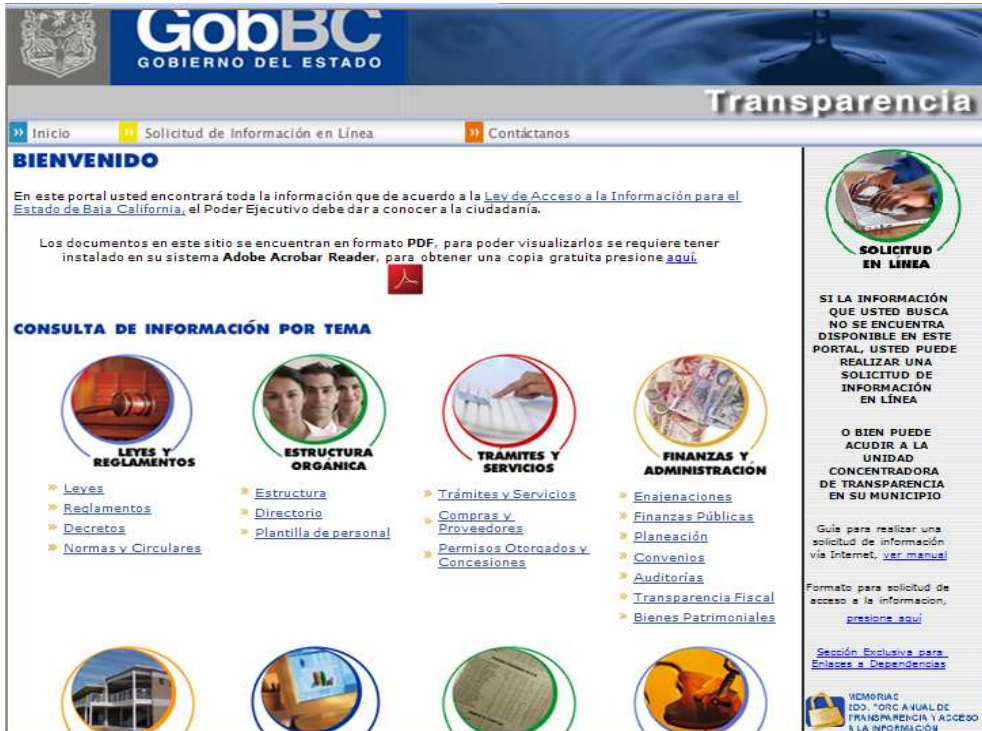 GobBC
GOBIERNO DEL ESTADO
Transparencia
Inicio
Solicitud de Información en Línea
Contáctanos
BIENVENIDO
En este portal usted encontrará toda la información que de acuerdo a la Ley de Acceso a la Información para el
Estado de Baja California, el Poder Ejecutivo debe dar a conocer a la ciudadanía.
Los documentos en este sitio se encuentran en formato PDF, para poder visualizarlos se requiere tener
instalado en su sistema Adobe Acrobar Reader, para obtener una copia gratuita presione aquí.
CONSULTA DE INFORMACIÓN POR TEMA
LEYES Y
REGLAMENTOS
» Leyes
» Reglamentos
» Decretos
» Normas y Circulares
ESTRUCTURA
ORGÁNICA
» Estructura
» Directorio
» Plantilla de personal
TRÁMITES Y
SERVICIOS
» Trámites y Servicios
» Compras y
Proveedores
» Permisos Otorgados y
Concesiones
FINANZAS Y
ADMINISTRACIÓN
» Enajenaciones
» Finanzas Públicas
» Planeación
» Convenios
» Auditorías
» Transparencia Fiscal
» Bienes Patrimoniales
SOLICITUD
EN LÍNEA
SI LA INFORMACIÓN
QUE USTED BUSCA
NO SE ENCUENTRA
DISPONIBLE EN ESTE
PORTAL, USTED PUEDE
REALIZAR UNA
SOLICITUD DE
INFORMACIÓN
EN LÍNEA
O BIEN PUEDE
ACUDIR A LA
UNIDAD
CONCENTRADORA
DE TRANSPARENCIA
EN SU MUNICIPIO
Guía para realizar una
solicitud de información
vía Internet, ver manual
Formato para solicitud de
acceso a la informacion,
presione aquí
Sección Exclusiva para
Enlaces a Dependencias
MEMORIAS
2DO. FORO ANUAL DE
TRANSPARENCIA Y ACCESO
A LA INFORMACIÓN